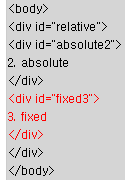 <body>
<div id="relative">
<div id="absolute2">
2. absolute
</div>
<div id="fixed3">
3. fixed
</div>
</div>
</body>